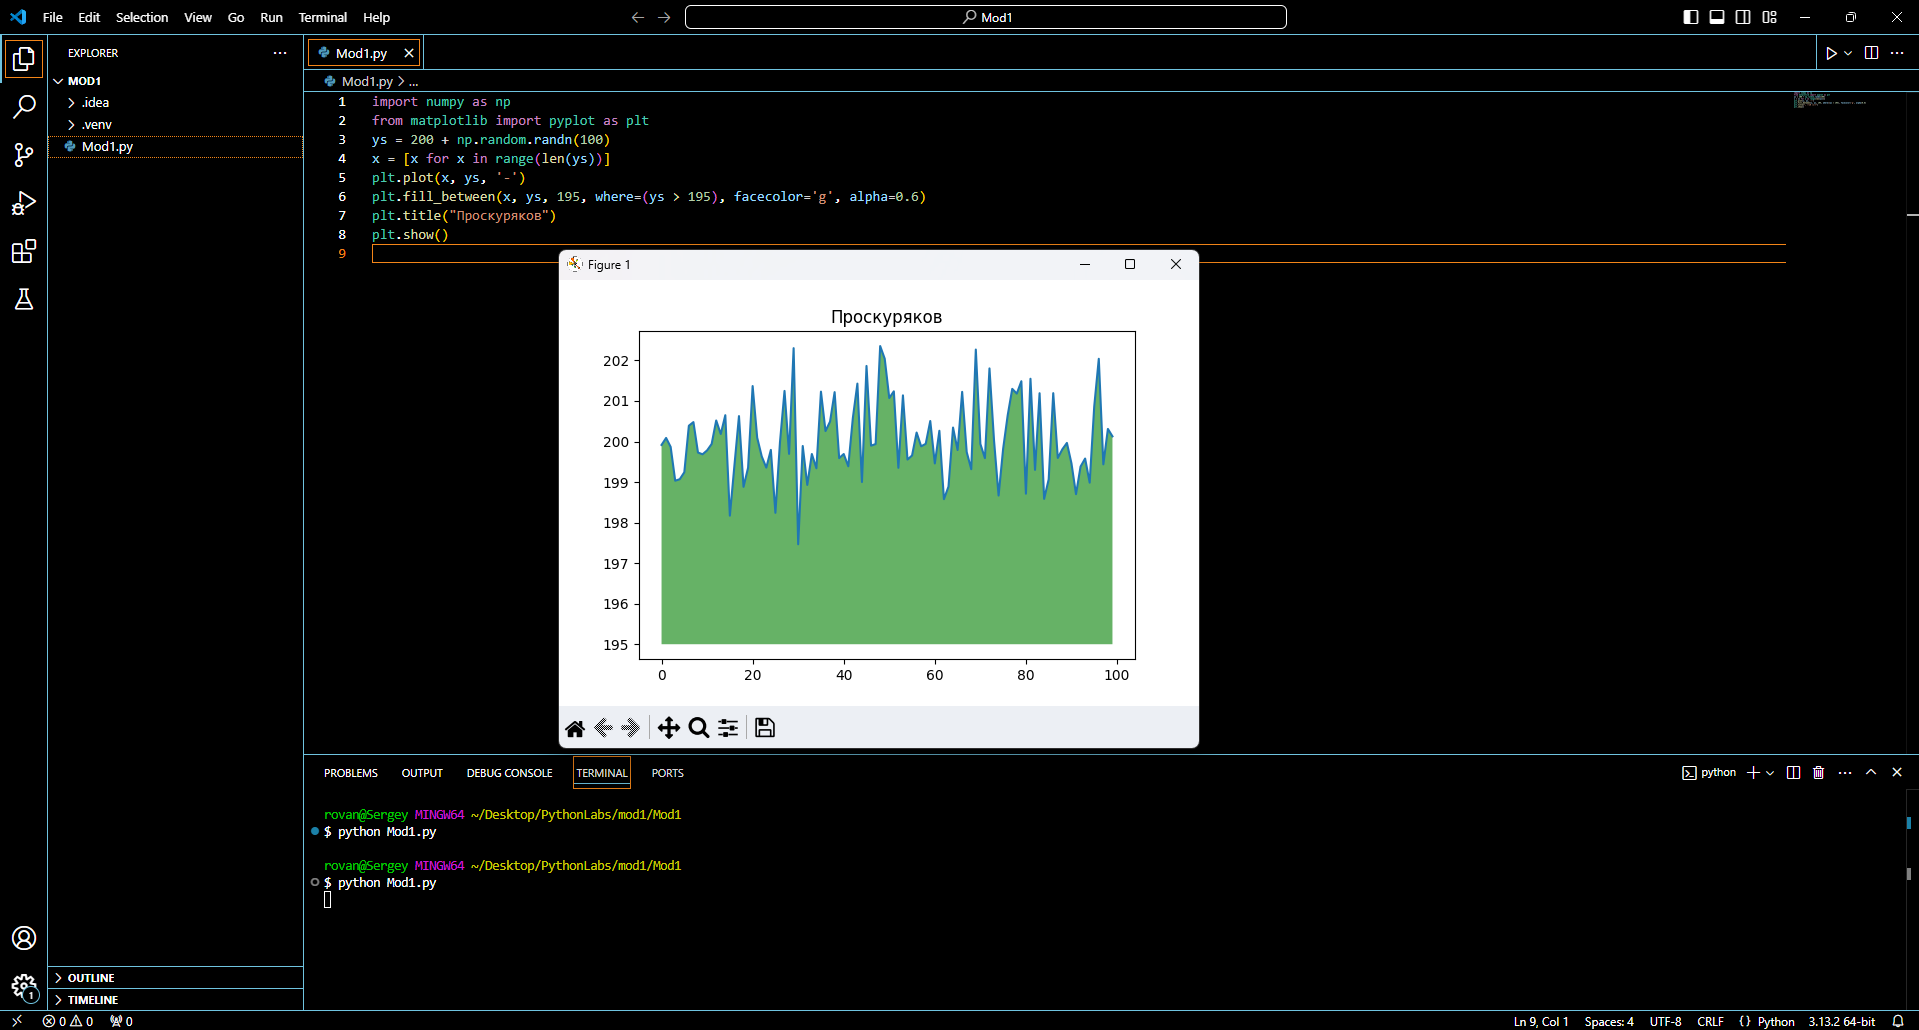 File Edit Selection View Go Run Terminal Help
Mod1
EXPLORER
MOD1
.idea
.venv
Mod1.py
Mod1.py
Mod1.py > ...
1 import numpy as np
2 from matplotlib import pyplot as plt
3 ys = 200 + np.random.randn(100)
4 x = [x for x in range(len(ys))]
5 plt.plot(x, ys, '-')
6 plt.fill_between(x, ys, 195, where=(ys > 195), facecolor='g', alpha=0.6)
7 plt.title("Проскуряков")
8 plt.show()
9
Figure 1
Проскуряков
202
201
200
199
198
197
196
195
0 20 40 60 80 100
PROBLEMS OUTPUT DEBUG CONSOLE TERMINAL PORTS
python
rovan@Sergey MINGW64 ~/Desktop/PythonLabs/mod1/Mod1
$ python Mod1.py
rovan@Sergey MINGW64 ~/Desktop/PythonLabs/mod1/Mod1
$ python Mod1.py
OUTLINE
TIMELINE
1
0 0 0
Ln 9, Col 1 Spaces: 4 UTF-8 CRLF {} Python 3.13.2 64-bit